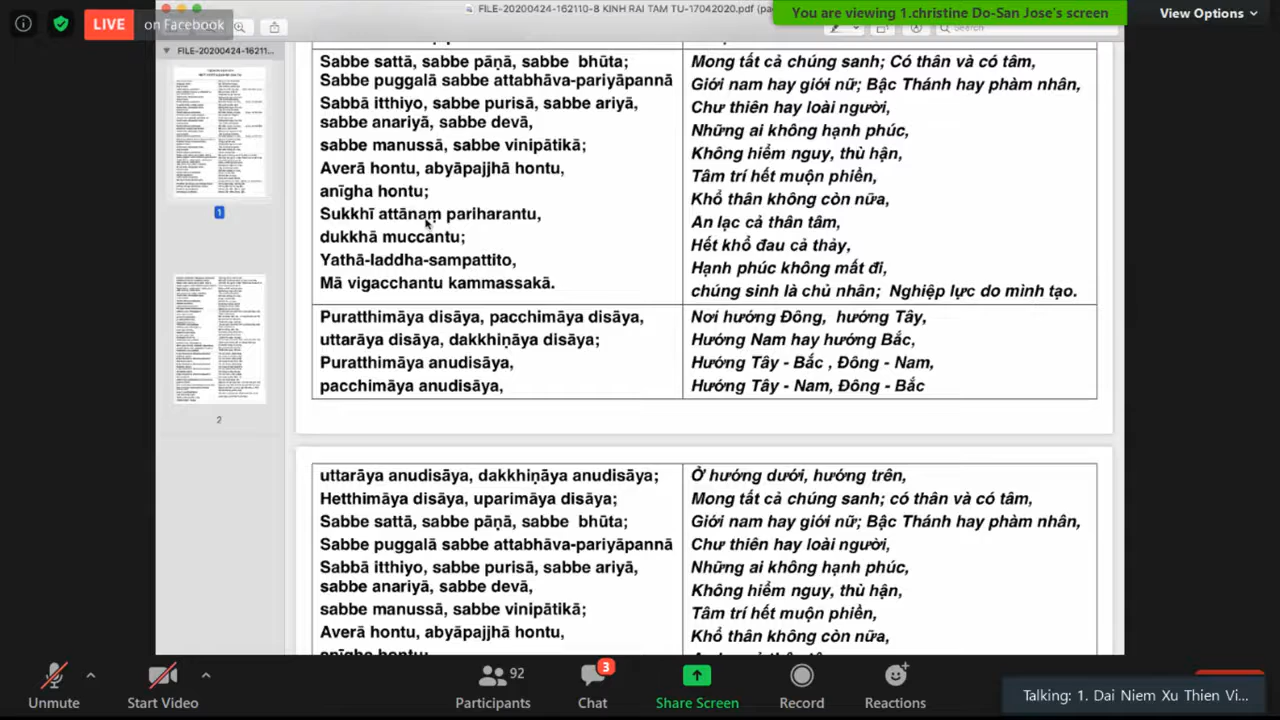 LIVE on Facebook
FILE-20200424-162110-8 KINH RAI TAM TU-17042020.pdf
You are viewing 1.christine Do-San Jose's screen
View Options
Search
FILE-20200424-16211...
1
2
Sabbe sattā, sabbe pāṇā, sabbe bhūta;
Sabbe puggalā sabbe attabhāva-pariyāpannā
Sabbā itthiyo, sabbe purisā, sabbe ariyā,
sabbe anariyā, sabbe devā,
sabbe manussā, sabbe vinipātikā;
Averā hontu, abyāpajjhā hontu,
anīgha hontu;
Sukkhī attānaṃ pariharantu,
dukkhā muccantu;
Yathā-laddha-sampattito,
Mā viga-cchantu kamma-ssakā.
Puratthimāya disāya, pacchimāya disāya,
uttarāya disāya, dakkhiṇāya disāya;
Puratthimāya anudisāya,
pacchimāya anudisāya,
Mong tất cả chúng sanh; Có thân và có tâm,
Giới nam hay giới nữ; Bậc Thánh hay phàm nhân,
Chư thiên hay loài người,
Những ai không hạnh phúc,
Không hiểm nguy, thù hận,
Tâm trí hết muộn phiền,
Khổ thân không còn nữa,
An lạc cả thân tâm,
Hết khổ đau cả thảy,
Hạnh phúc không mất đi,
Chúng sinh là chủ nhân, của nghiệp lực do mình tạo.
Nơi hướng Đông, hướng Tây,
Hướng Nam và hướng Bắc,
Hướng Tây - Bắc, Đông - Nam,
Hướng Tây - Nam, Đông – Bắc
uttarāya anudisāya, dakkhiṇāya anudisāya;
Hetthimāya disāya, uparimāya disāya;
Sabbe sattā, sabbe pāṇā, sabbe bhūta;
Sabbe puggalā sabbe attabhāva-pariyāpannā
Sabbā itthiyo, sabbe purisā, sabbe ariyā,
sabbe anariyā, sabbe devā,
sabbe manussā, sabbe vinipātikā;
Averā hontu, abyāpajjhā hontu,
anīgha hontu;
Ở hướng dưới, hướng trên,
Mong tất cả chúng sanh; có thân và có tâm,
Giới nam hay giới nữ; Bậc Thánh hay phàm nhân,
Chư thiên hay loài người,
Những ai không hạnh phúc,
Không hiểm nguy, thù hận,
Tâm trí hết muộn phiền,
Khổ thân không còn nữa,
Unmute
Start Video
92
Participants
3
Chat
Share Screen
Record
Reactions
Talking: 1. Dai Niem Xu Thien Vi...